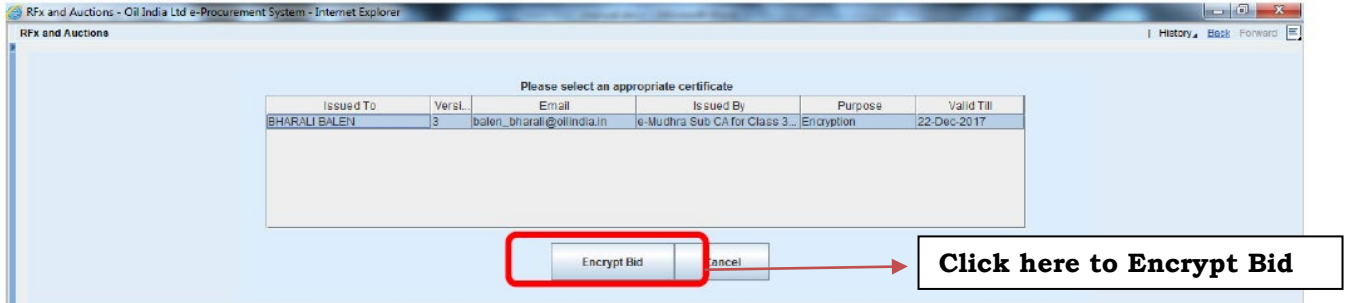 RFx and Auctions - Oil India Ltd e-Procurement System - Internet Explorer
RFx and Auctions | History Back Forward
Please select an appropriate certificate
Issued To Versi... Email Issued By Purpose Valid Till
BHARALI BALEN 3 balen_bharali@oilindia.in e-Mudhra Sub CA for Class 3... Encryption 22-Dec-2017
Encrypt Bid Cancel Click here to Encrypt Bid